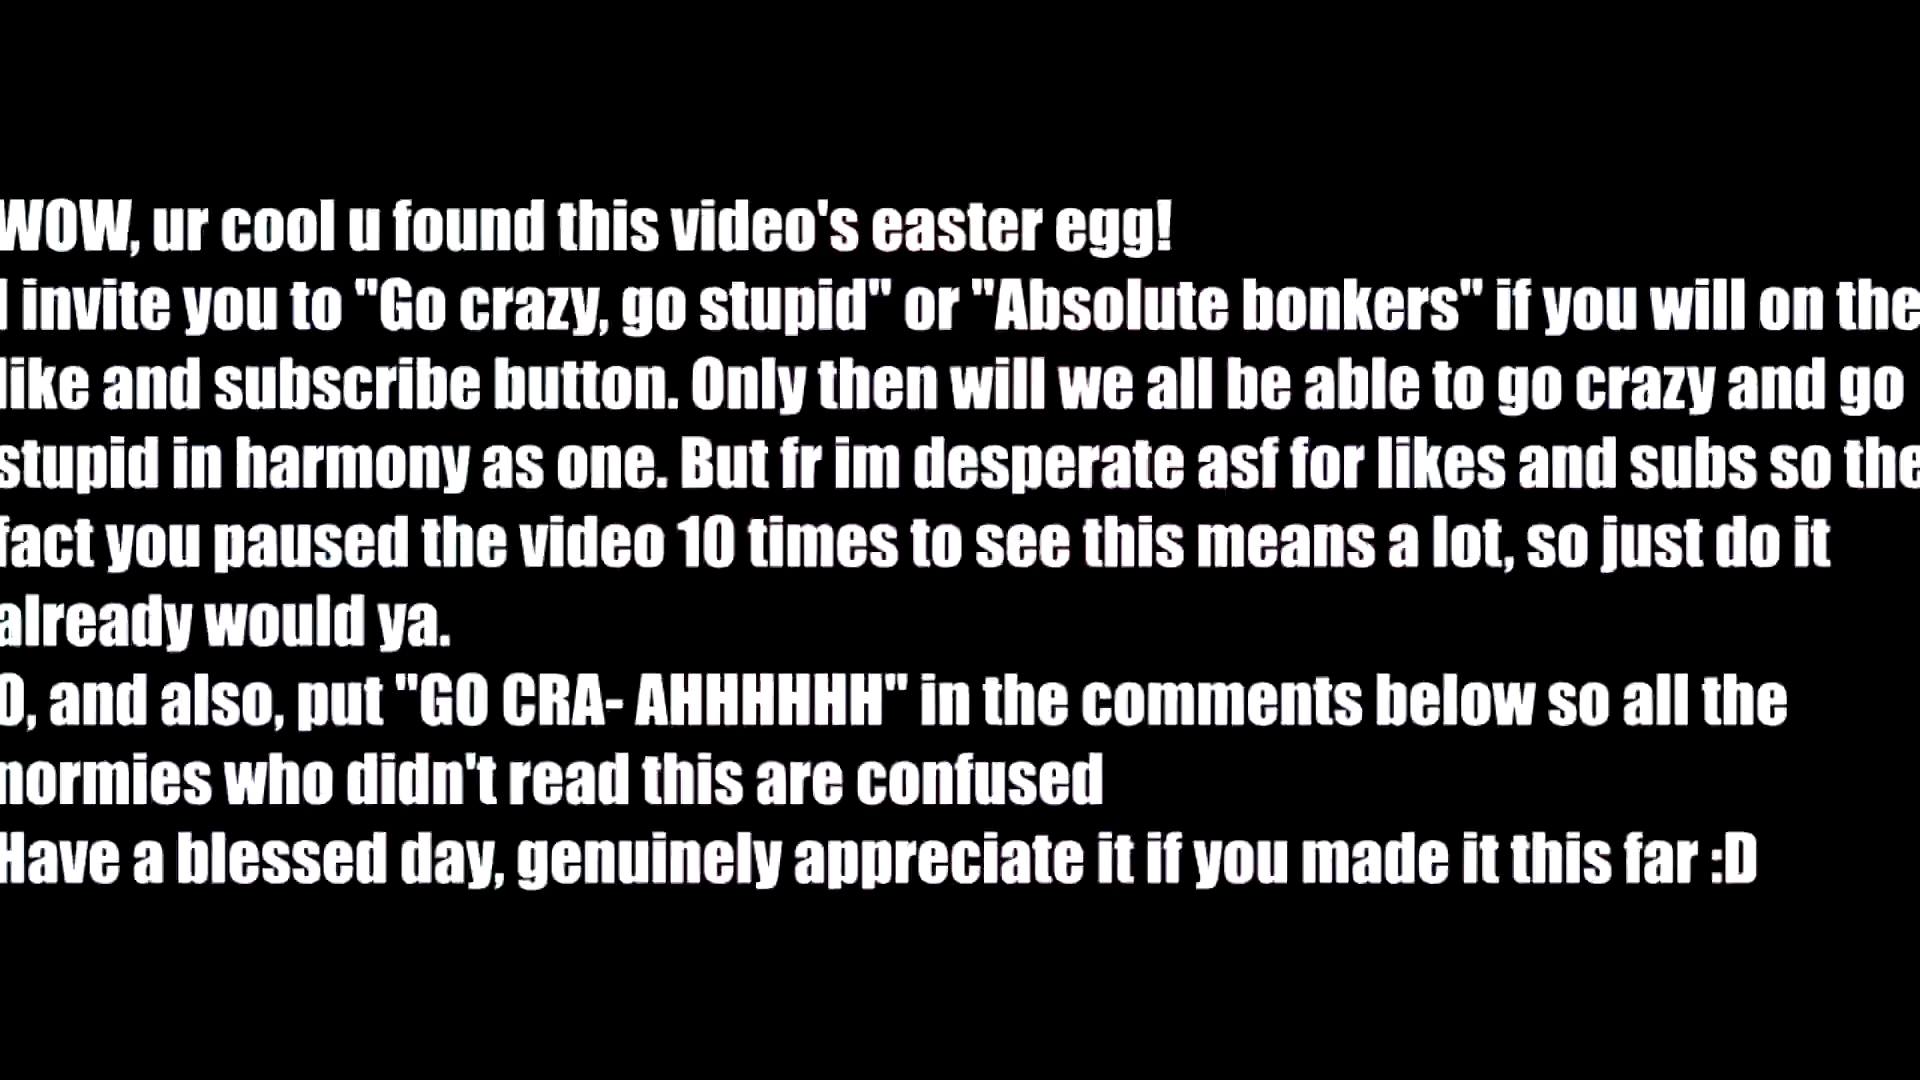 WOW, ur cool u found this video's easter egg!
I invite you to "Go crazy, go stupid" or "Absolute bonkers" if you will on the
like and subscribe button. Only then will we all be able to go crazy and go
stupid in harmony as one. But fr im desperate asf for likes and subs so the
fact you paused the video 10 times to see this means a lot, so just do it
already would ya.
O, and also, put "GO CRA- AHHHHHH" in the comments below so all the
normies who didn't read this are confused
Have a blessed day, genuinely appreciate it if you made it this far :D